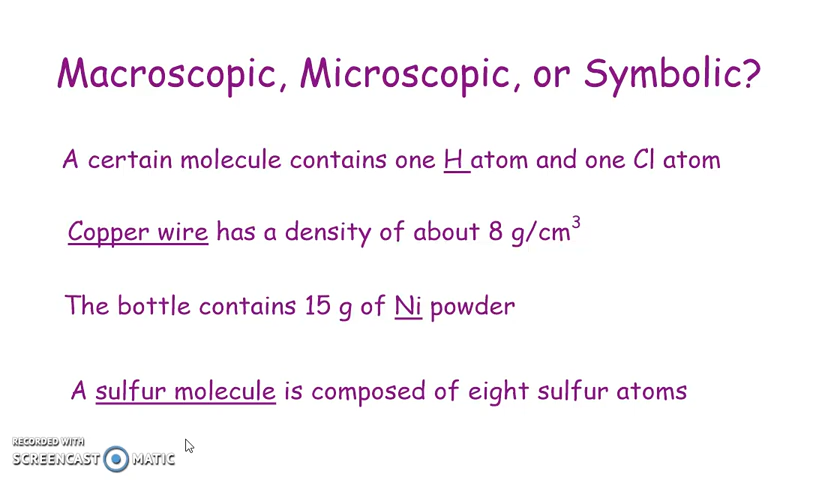 Macroscopic, Microscopic, or Symbolic?
A certain molecule contains one H atom and one Cl atom
Copper wire has a density of about 8 g/cm³
The bottle contains 15 g of Ni powder
A sulfur molecule is composed of eight sulfur atoms
RECORDED WITH
SCREENCAST MATIC